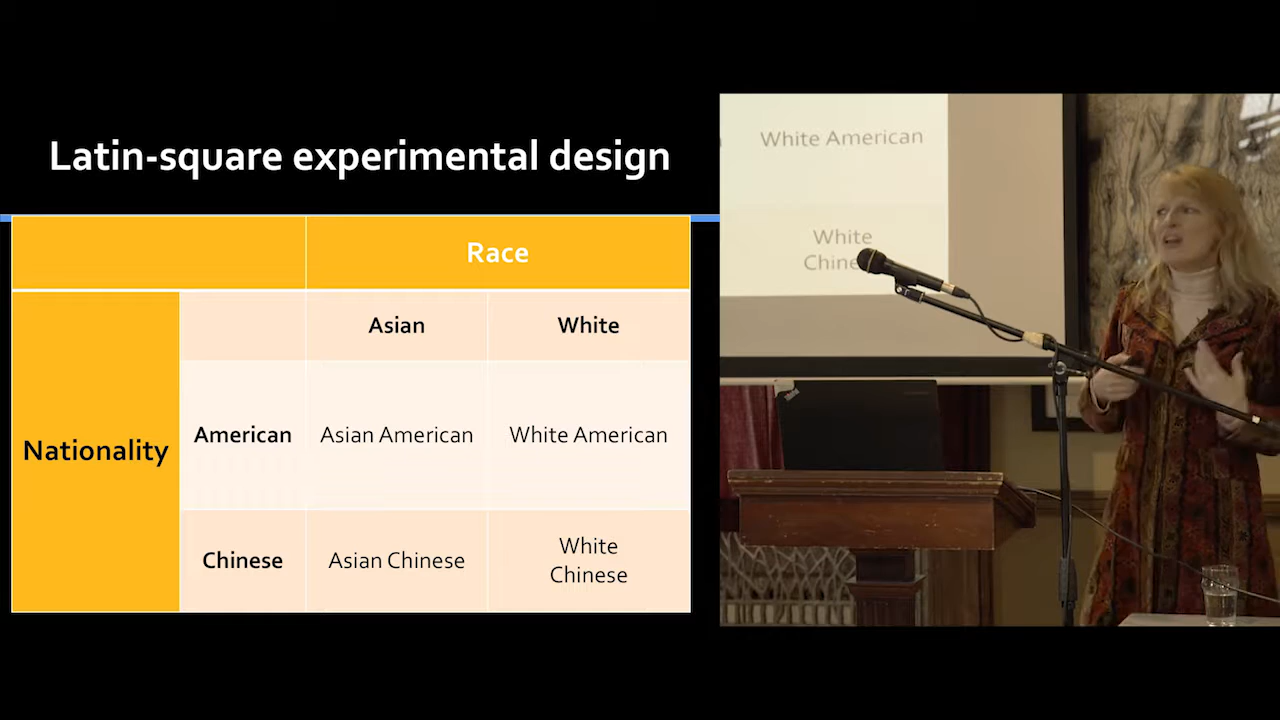 Latin-square experimental design
Race
Asian White
Nationality
American Asian American White American
Chinese Asian Chinese White
Chinese
White American
White